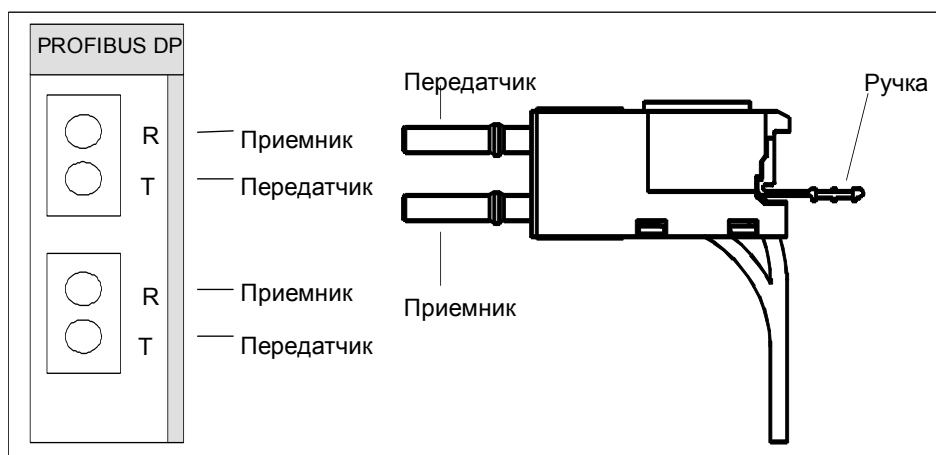 PROFIBUS DP
R
Приемник
T
Передатчик
R
Приемник
T
Передатчик
Передатчик
Ручка
Приемник